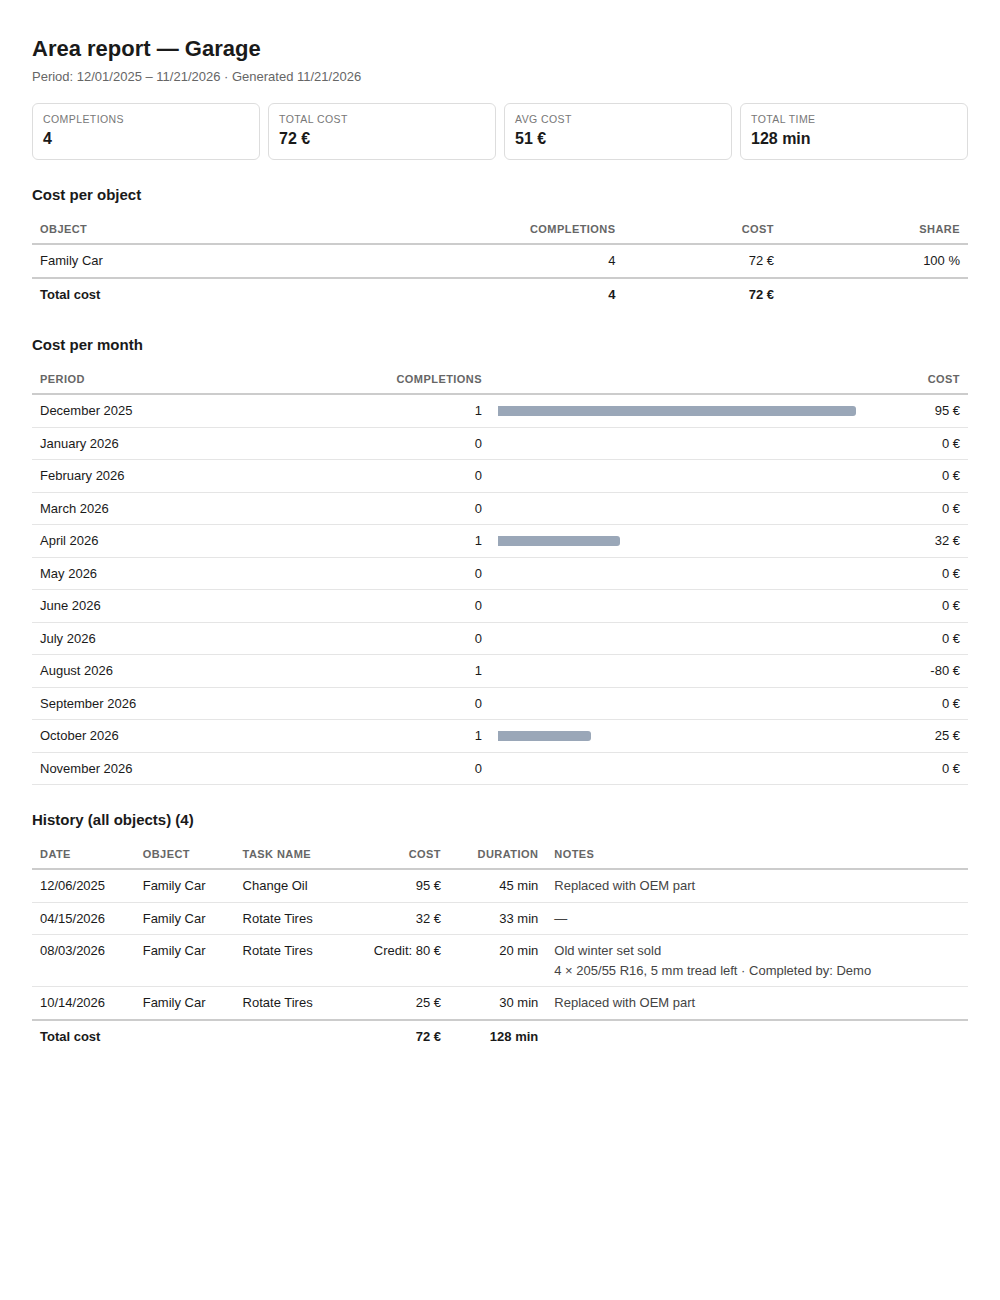 Area report — Garage
Period: 12/01/2025 – 11/21/2026 · Generated 11/21/2026
COMPLETIONS TOTAL COST AVG COST TOTAL TIME
4 72 € 51 € 128 min
Cost per object
OBJECT COMPLETIONS COST SHARE
Family Car 4 72 € 100 %
Total cost 4 72 €
Cost per month
PERIOD COMPLETIONS COST
December 2025 1 95 €
January 2026 0 0 €
February 2026 0 0 €
March 2026 0 0 €
April 2026 1 32 €
May 2026 0 0 €
June 2026 0 0 €
July 2026 0 0 €
August 2026 1 -80 €
September 2026 0 0 €
October 2026 1 25 €
November 2026 0 0 €
History (all objects) (4)
DATE OBJECT TASK NAME COST DURATION NOTES
12/06/2025 Family Car Change Oil 95 € 45 min Replaced with OEM part
04/15/2026 Family Car Rotate Tires 32 € 33 min —
08/03/2026 Family Car Rotate Tires Credit: 80 € 20 min Old winter set sold
4 × 205/55 R16, 5 mm tread left · Completed by: Demo
10/14/2026 Family Car Rotate Tires 25 € 30 min Replaced with OEM part
Total cost 72 € 128 min